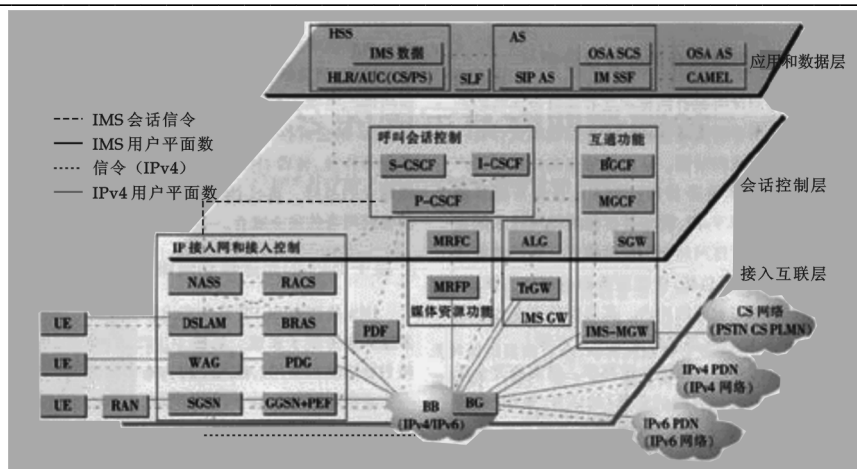 HSS
AS
IMS 数据
OSA SCS
OSA AS
应用和数据层
HLR/AUC(CS/PS)
SLF
SIP AS
IM SSF
CAMEL
IMS 会话信令
IMS 用户平面数
信令（IPv4）
IPv4 用户平面数
呼叫会话控制
互通功能
S-CSCF
I-CSCF
BGCF
P-CSCF
MGCF
会话控制层
IP 接入网和接入控制
MRFC
ALG
SGW
接入互联层
NASS
RACS
MRFP
TrGW
媒体资源功能
IMS GW
CS 网络
(PSTN CS PLMN)
UE
DSLAM
BRAS
PDF
IMS-MGW
UE
WAG
PDG
IPv4 PDN
(IPv4 网络)
UE
RAN
SGSN
GGSN+PEF
BB
(IPv4/IPv6)
BG
IPv6 PDN
(IPv6 网络)